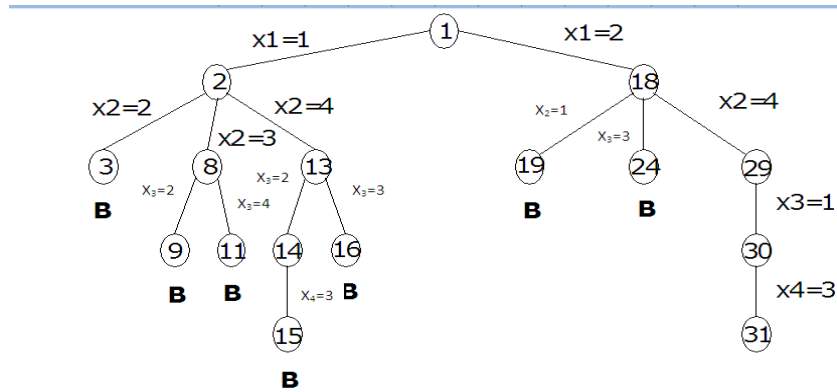 x1=1
1
x1=2
2
18
x2=2
x2=3
x2=4
X₂=1
X₃=3
x2=4
3
8
13
19
24
29
B
X₃=2
X₃=4
X₃=2
X₃=3
B
B
x3=1
9
11
14
16
30
B
B
X₄=3
B
x4=3
15
31
B